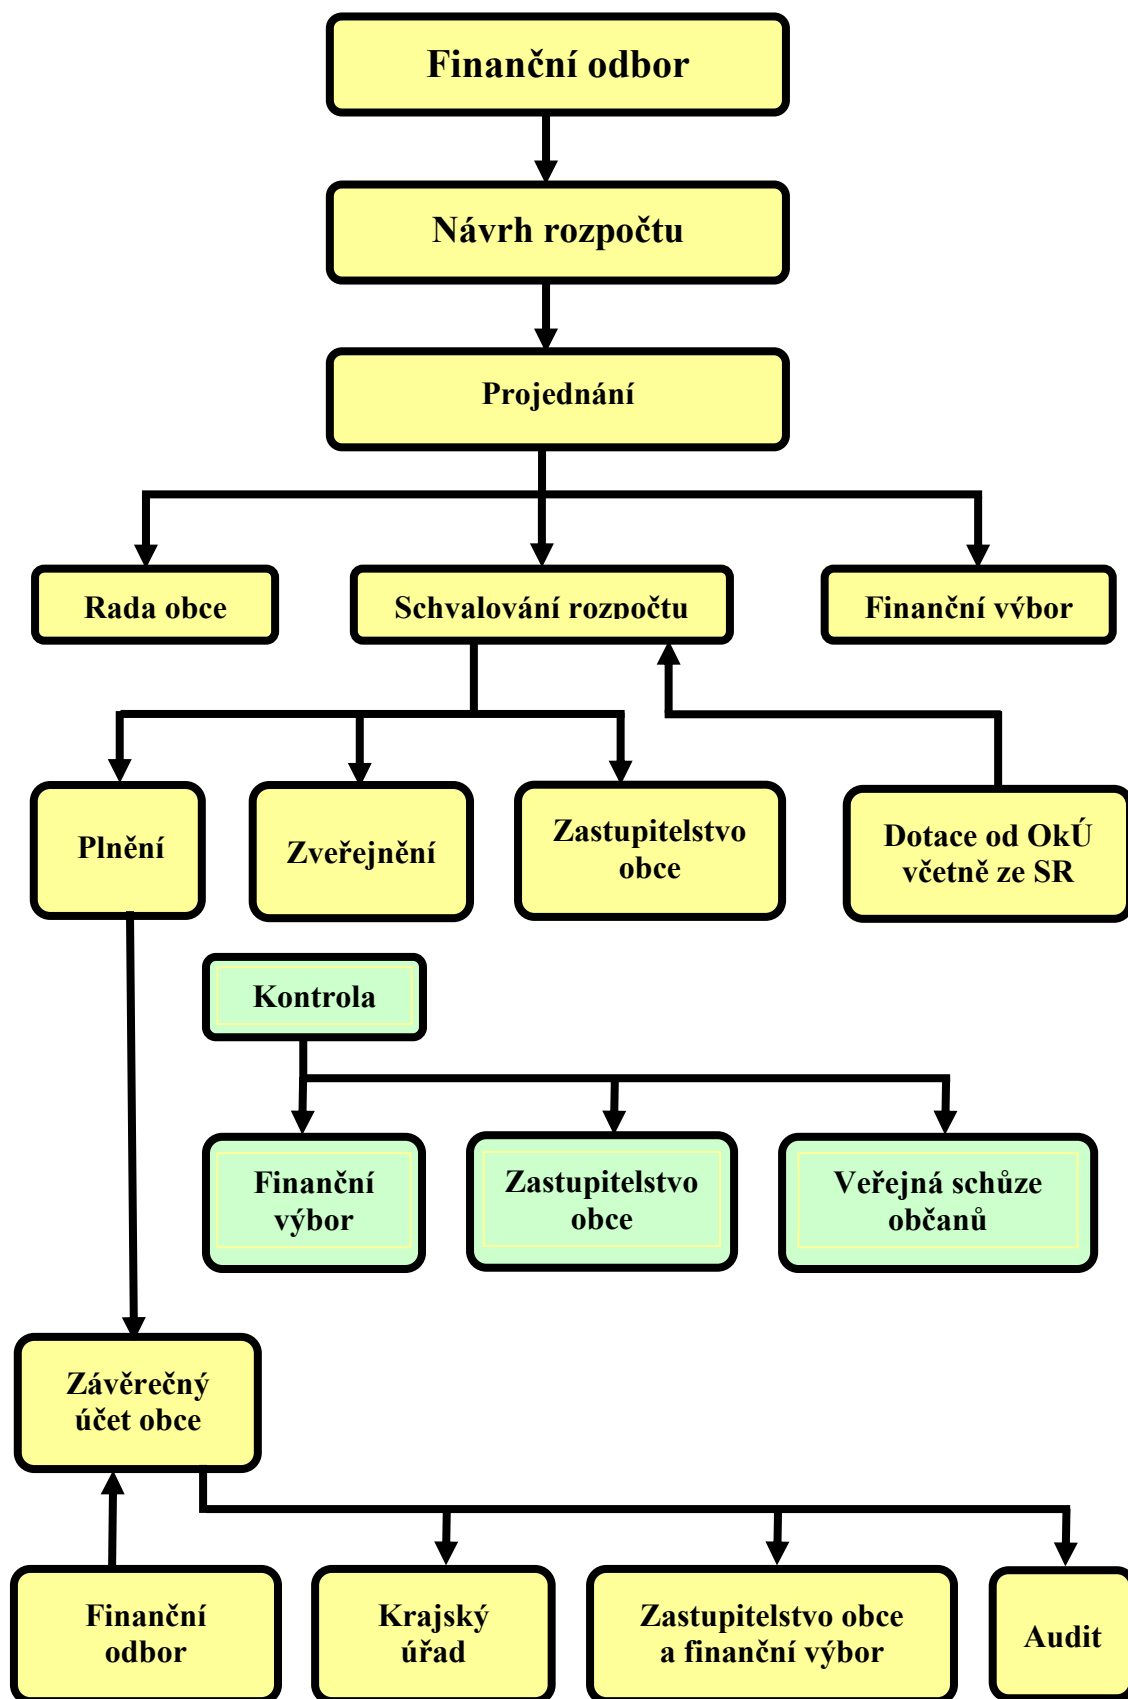 Finanční odbor
Návrh rozpočtu
Projednání
Rada obce
Schvalování rozpočtu
Finanční výbor
Plnění
Zveřejnění
Zastupitelstvo
obce
Dotace od OkÚ
včetně ze SR
Kontrola
Finanční
výbor
Zastupitelstvo
obce
Veřejná schůze
občanů
Závěrečný
účet obce
Finanční
odbor
Krajský
úřad
Zastupitelstvo obce
a finanční výbor
Audit